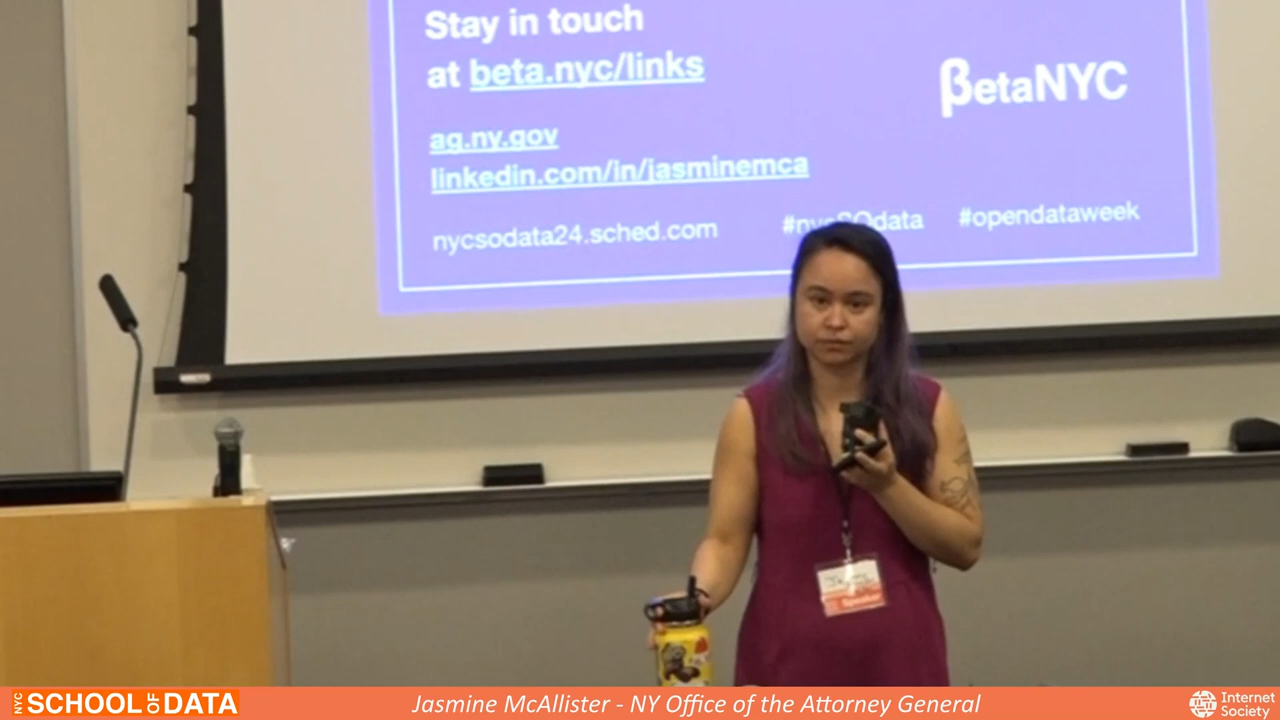 Stay in touch
at beta.nyc/links
βetaNYC
ag.ny.gov
linkedin.com/in/jasminemca
nycsodata24.sched.com
#opendataweek
NYC SCHOOL OF DATA
Jasmine McAllister - NY Office of the Attorney General
Internet
Society